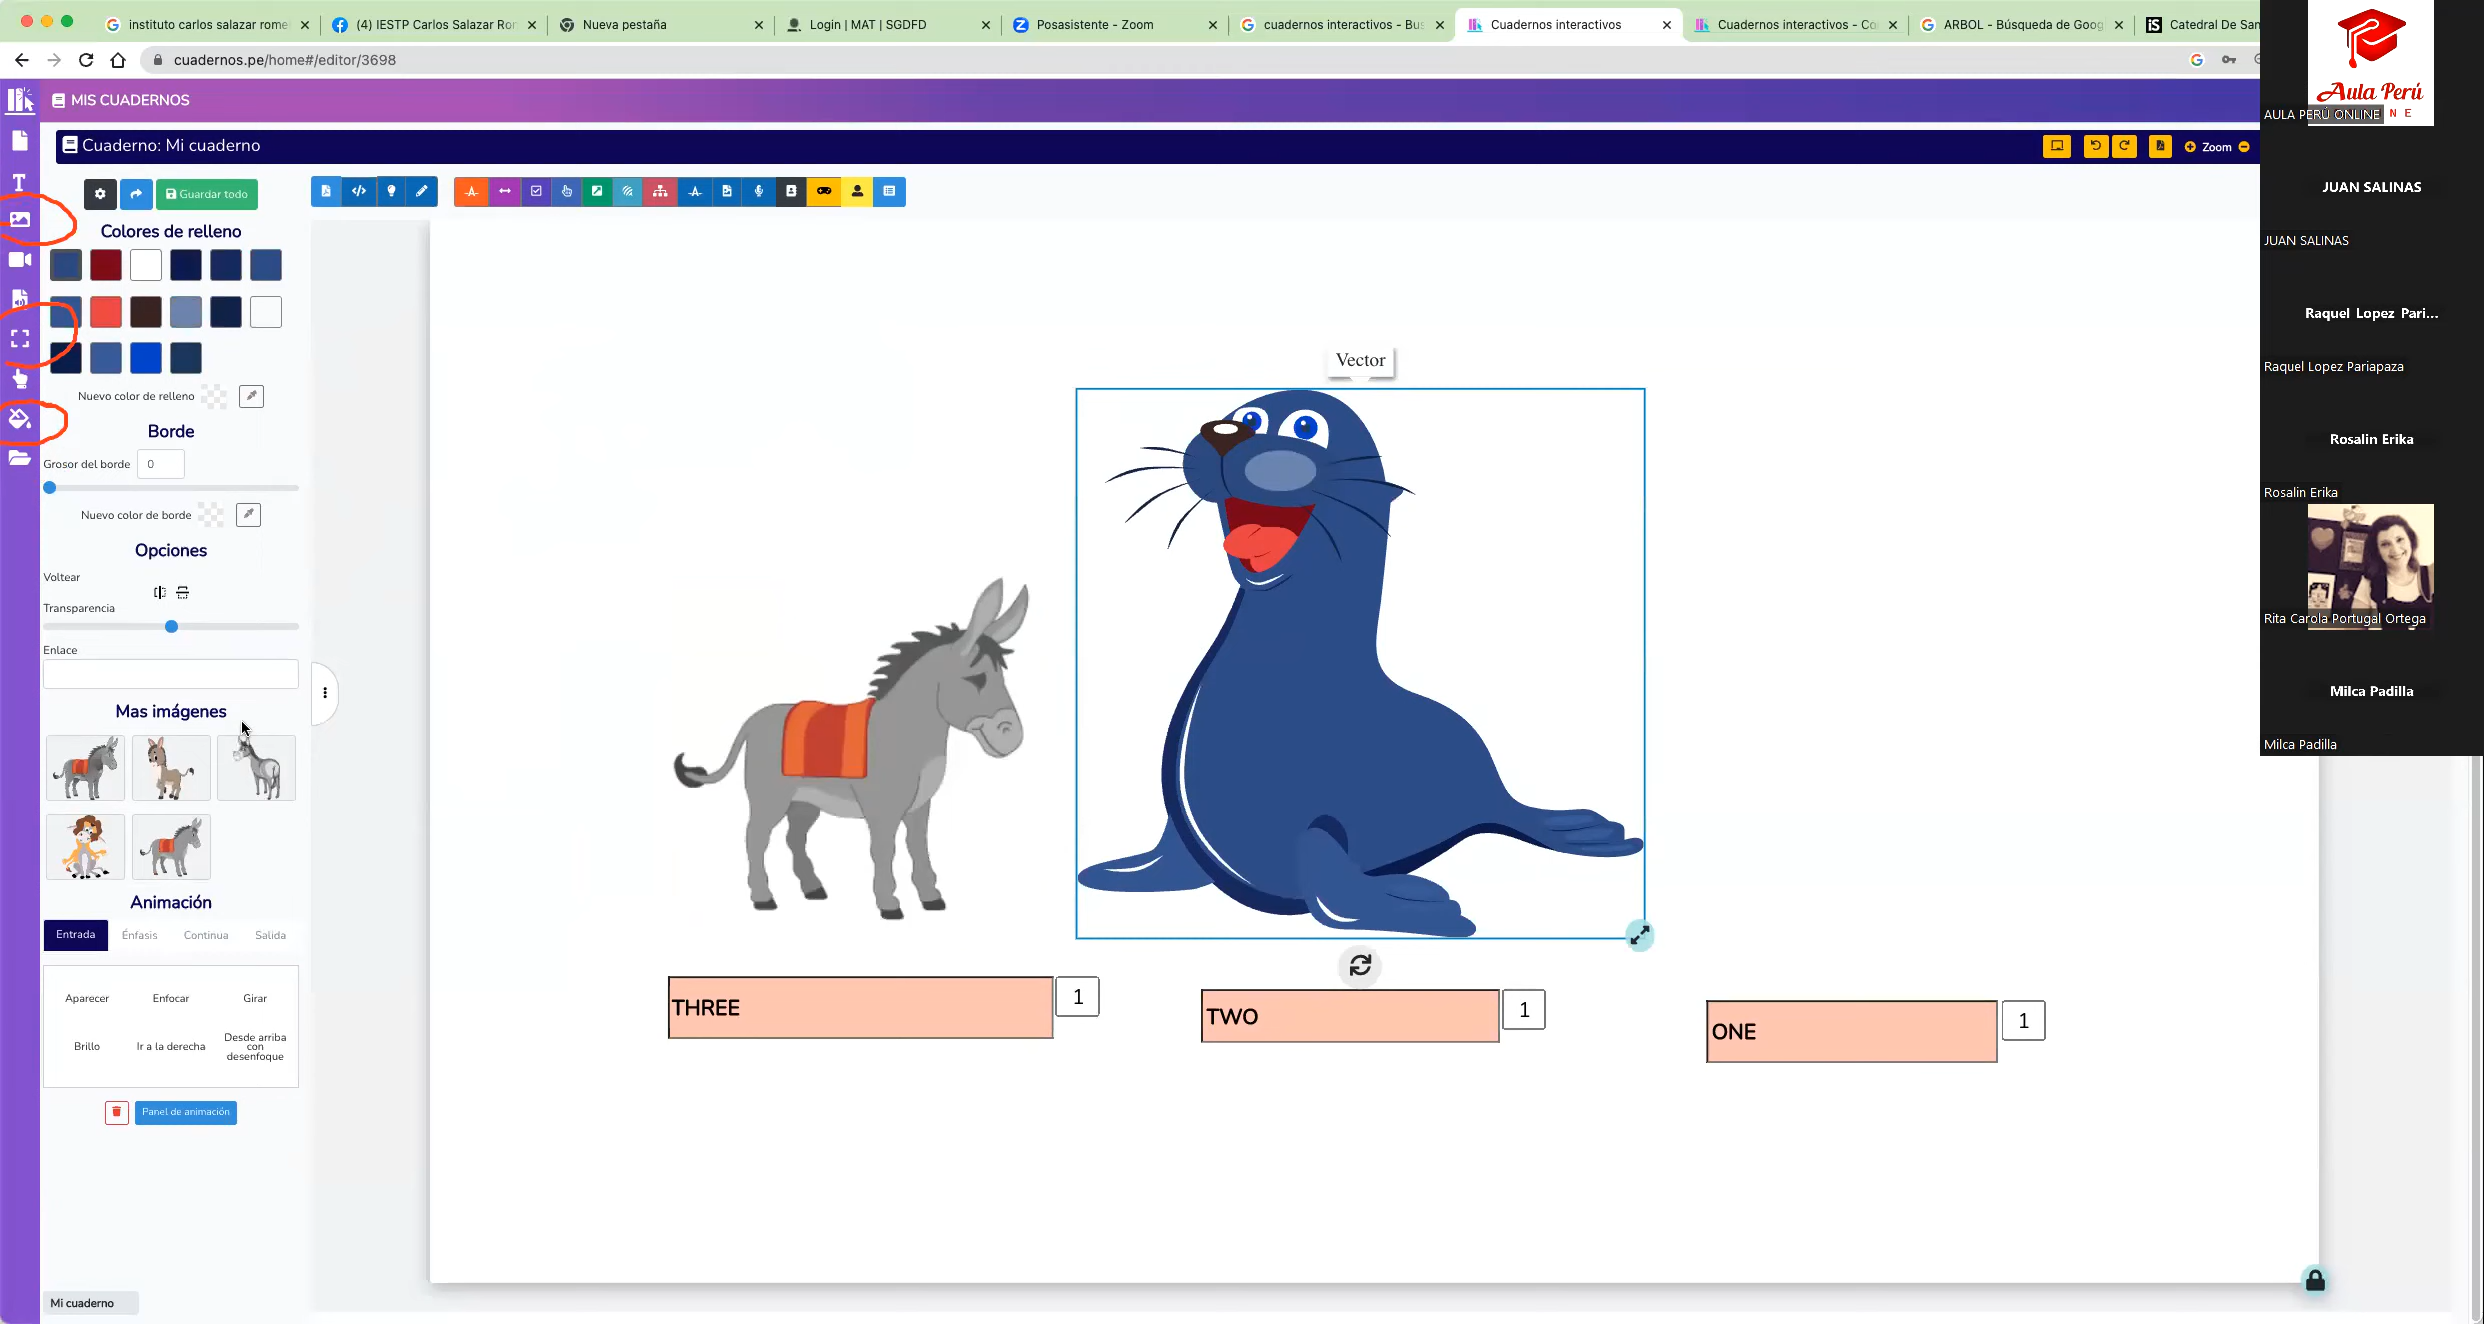 instituto carlos salazar rome
(4) IESTP Carlos Salazar Ror
Nueva pestaña
Login | MAT | SGDFD
Posasistente - Zoom
cuadernos interactivos - Bus
Cuadernos interactivos
Cuadernos interactivos - Co
ARBOL - Búsqueda de Goog
Catedral De San
cuadernos.pe/home#/editor/3698
MIS CUADERNOS
Cuaderno: Mi cuaderno
Zoom
Guardar todo
Colores de relleno
Nuevo color de relleno
Borde
Grosor del borde 0
Nuevo color de borde
Opciones
Voltear
Transparencia
Enlace
Mas imágenes
Animación
Entrada Énfasis Continua Salida
Aparecer Enfocar Girar
Brillo Ir a la derecha Desde arriba con desenfoque
Panel de animación
Mi cuaderno
Vector
THREE 1
TWO 1
ONE 1
Aula Perú
N E
AULA PERÚ ONLINE
JUAN SALINAS
JUAN SALINAS
Raquel Lopez Pari...
Raquel Lopez Pariapaza
Rosalin Erika
Rosalin Erika
Rita Carola Portugal Ortega
Milca Padilla
Milca Padilla